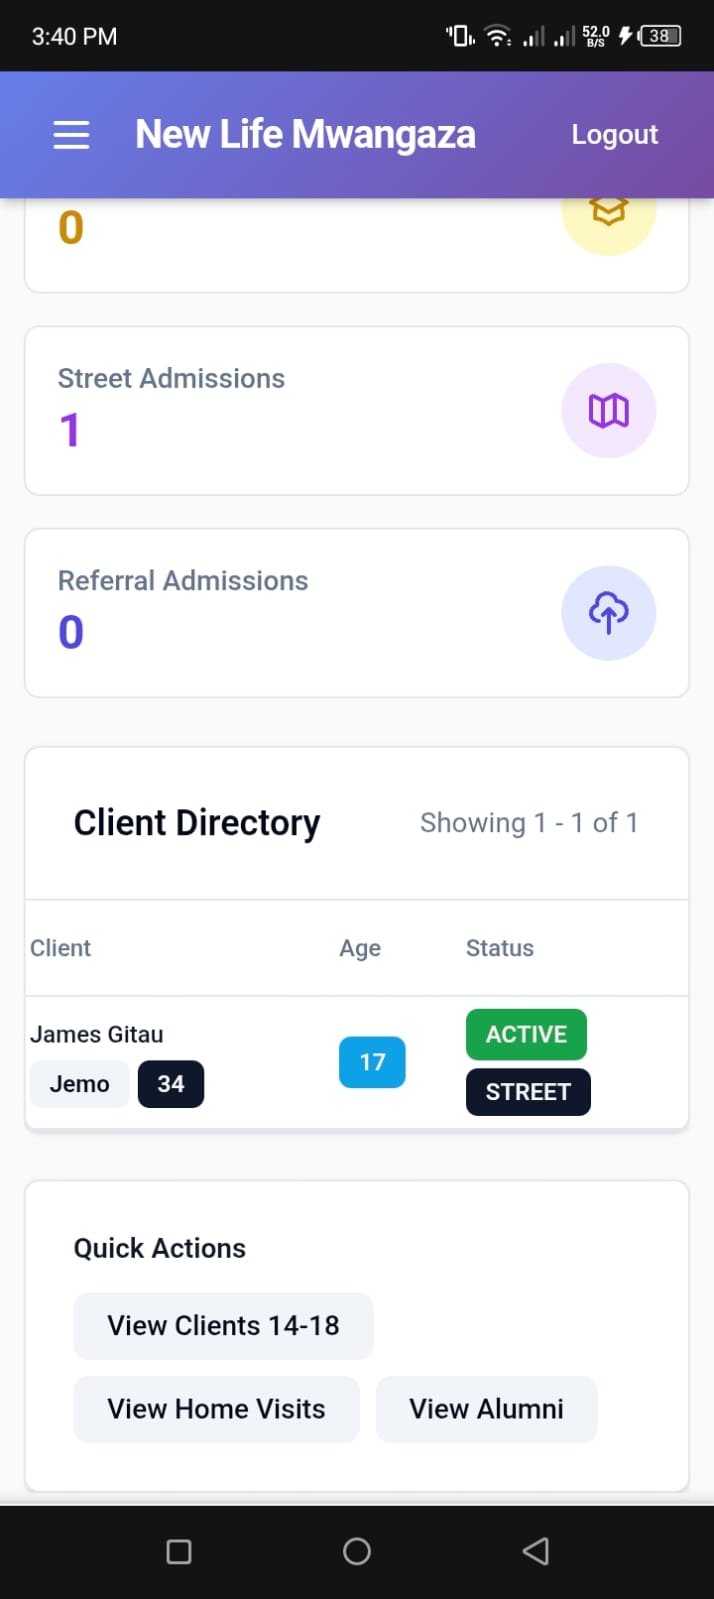 3:40 PM 52.0 B/S 38
New Life Mwangaza Logout
0
Street Admissions
1
Referral Admissions
0
Client Directory Showing 1 - 1 of 1
Client Age Status
James Gitau
Jemo 34
17
ACTIVE
STREET
Quick Actions
View Clients 14-18
View Home Visits View Alumni